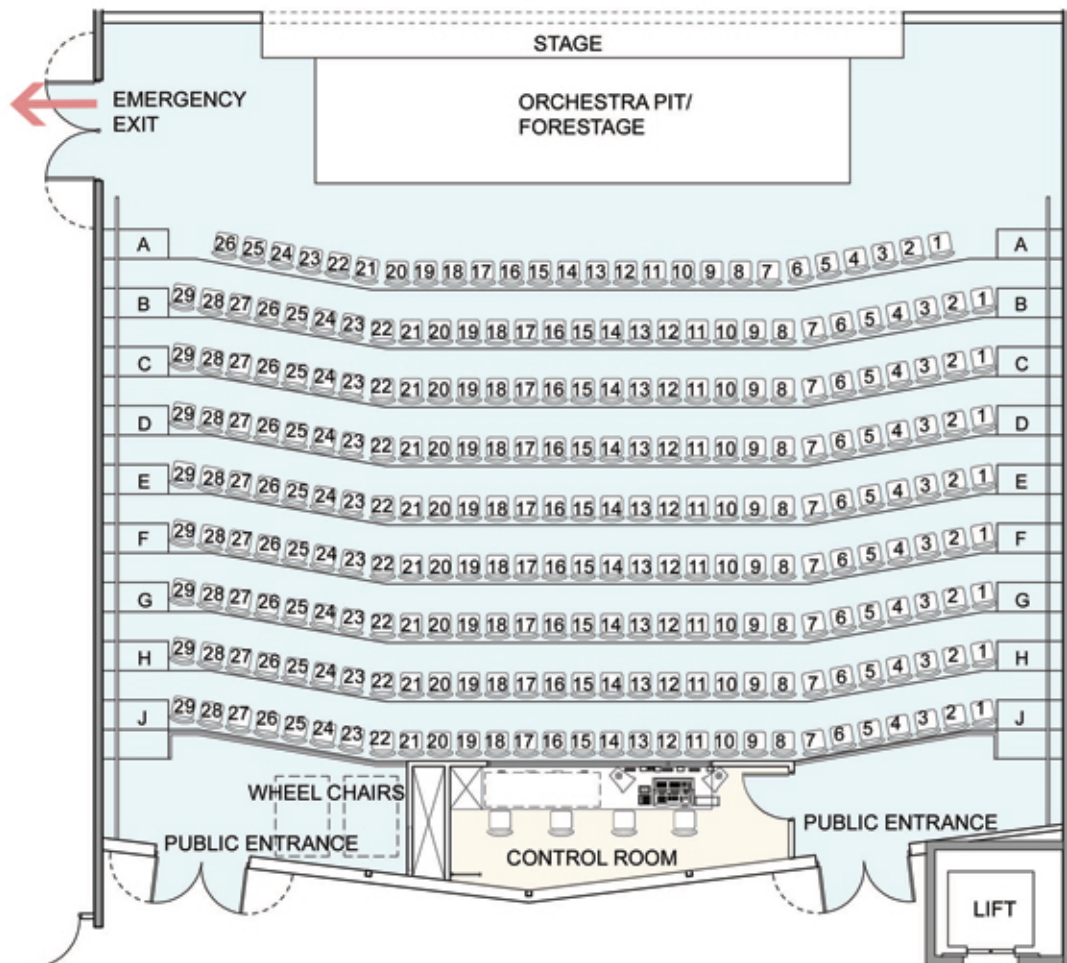 STAGE
EMERGENCY
EXIT
ORCHESTRA PIT/
FORESTAGE
A 26 25 24 23 22 21 20 19 18 17 16 15 14 13 12 11 10 9 8 7 6 5 4 3 2 1 A
B 29 28 27 26 25 24 23 22 21 20 19 18 17 16 15 14 13 12 11 10 9 8 7 6 5 4 3 2 1 B
C 29 28 27 26 25 24 23 22 21 20 19 18 17 16 15 14 13 12 11 10 9 8 7 6 5 4 3 2 1 C
D 29 28 27 26 25 24 23 22 21 20 19 18 17 16 15 14 13 12 11 10 9 8 7 6 5 4 3 2 1 D
E 29 28 27 26 25 24 23 22 21 20 19 18 17 16 15 14 13 12 11 10 9 8 7 6 5 4 3 2 1 E
F 29 28 27 26 25 24 23 22 21 20 19 18 17 16 15 14 13 12 11 10 9 8 7 6 5 4 3 2 1 F
G 29 28 27 26 25 24 23 22 21 20 19 18 17 16 15 14 13 12 11 10 9 8 7 6 5 4 3 2 1 G
H 29 28 27 26 25 24 23 22 21 20 19 18 17 16 15 14 13 12 11 10 9 8 7 6 5 4 3 2 1 H
J 29 28 27 26 25 24 23 22 21 20 19 18 17 16 15 14 13 12 11 10 9 8 7 6 5 4 3 2 1 J
WHEEL CHAIRS
PUBLIC ENTRANCE
CONTROL ROOM
PUBLIC ENTRANCE
LIFT